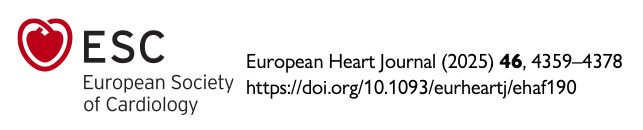 ESC
European Society
of Cardiology
European Heart Journal (2025) 46, 4359–4378
https://doi.org/10.1093/eurheartj/ehaf190